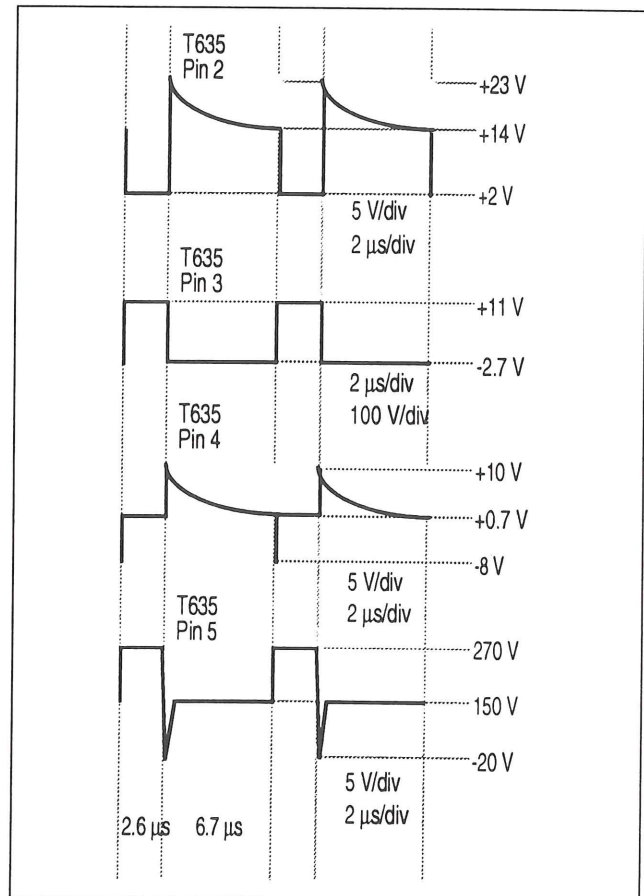 T635
Pin 2
+23 V
+14 V
+2 V
5 V/div
2 µs/div
T635
Pin 3
+11 V
-2.7 V
2 µs/div
100 V/div
T635
Pin 4
+10 V
+0.7 V
-8 V
5 V/div
2 µs/div
T635
Pin 5
270 V
150 V
-20 V
5 V/div
2 µs/div
2.6 µs 6.7 µs